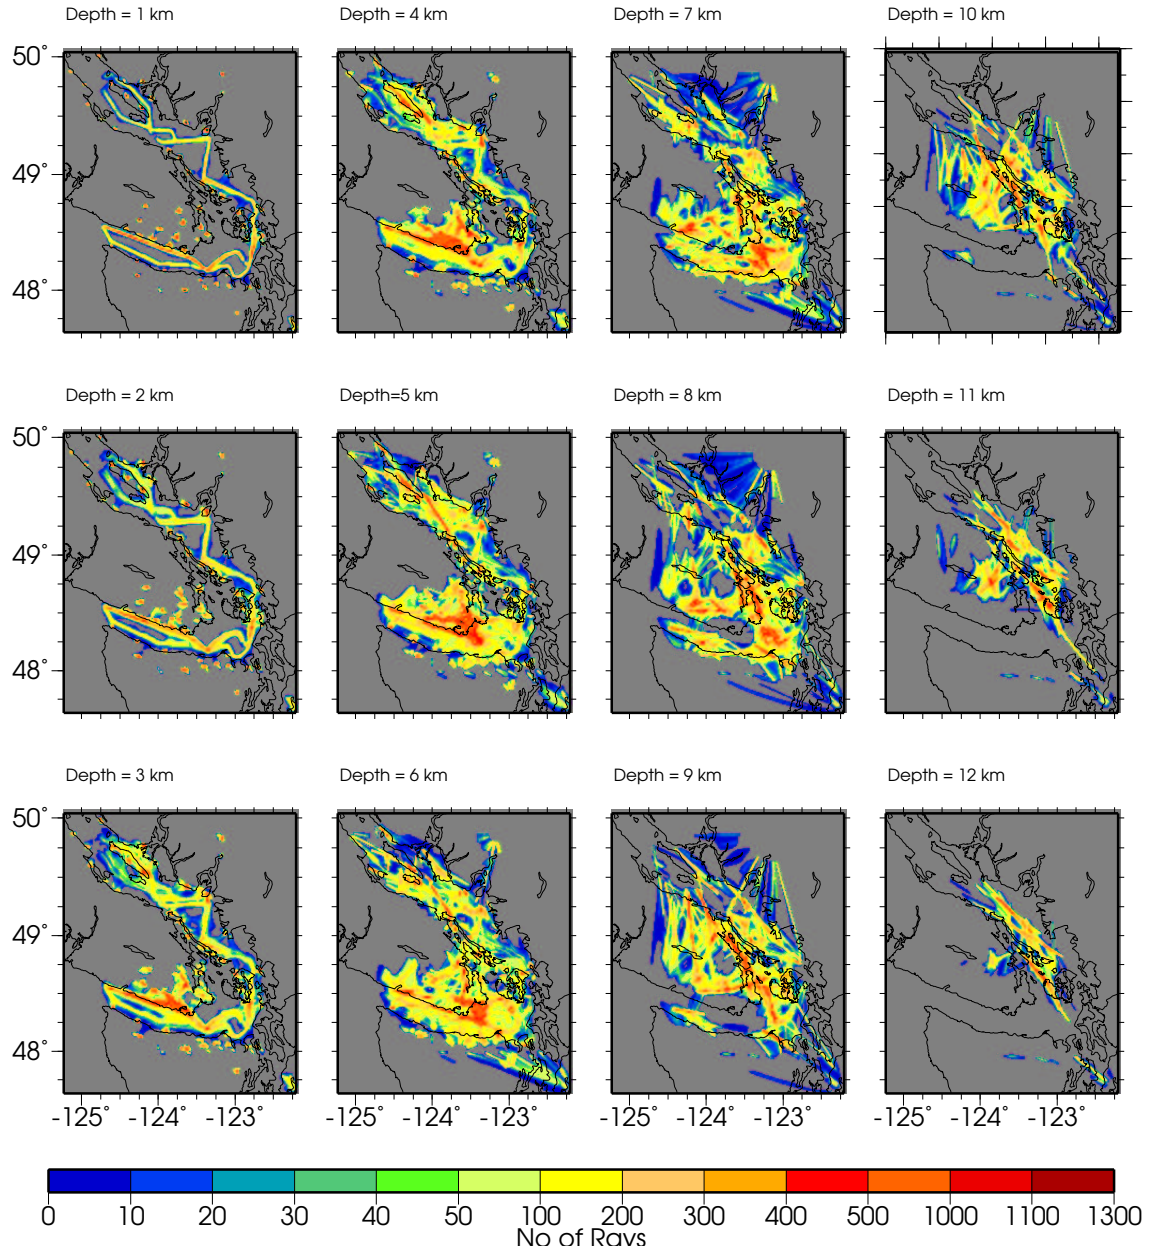 Depth = 1 km
Depth = 4 km
Depth = 7 km
Depth = 10 km
50˚
49˚
48˚
Depth = 2 km
Depth=5 km
Depth = 8 km
Depth = 11 km
50˚
49˚
48˚
Depth = 3 km
Depth = 6 km
Depth = 9 km
Depth = 12 km
50˚
49˚
48˚
-125˚ -124˚ -123˚
-125˚ -124˚ -123˚
-125˚ -124˚ -123˚
-125˚ -124˚ -123˚
0 10 20 30 40 50 100 200 300 400 500 1000 1100 1300
No of Rays